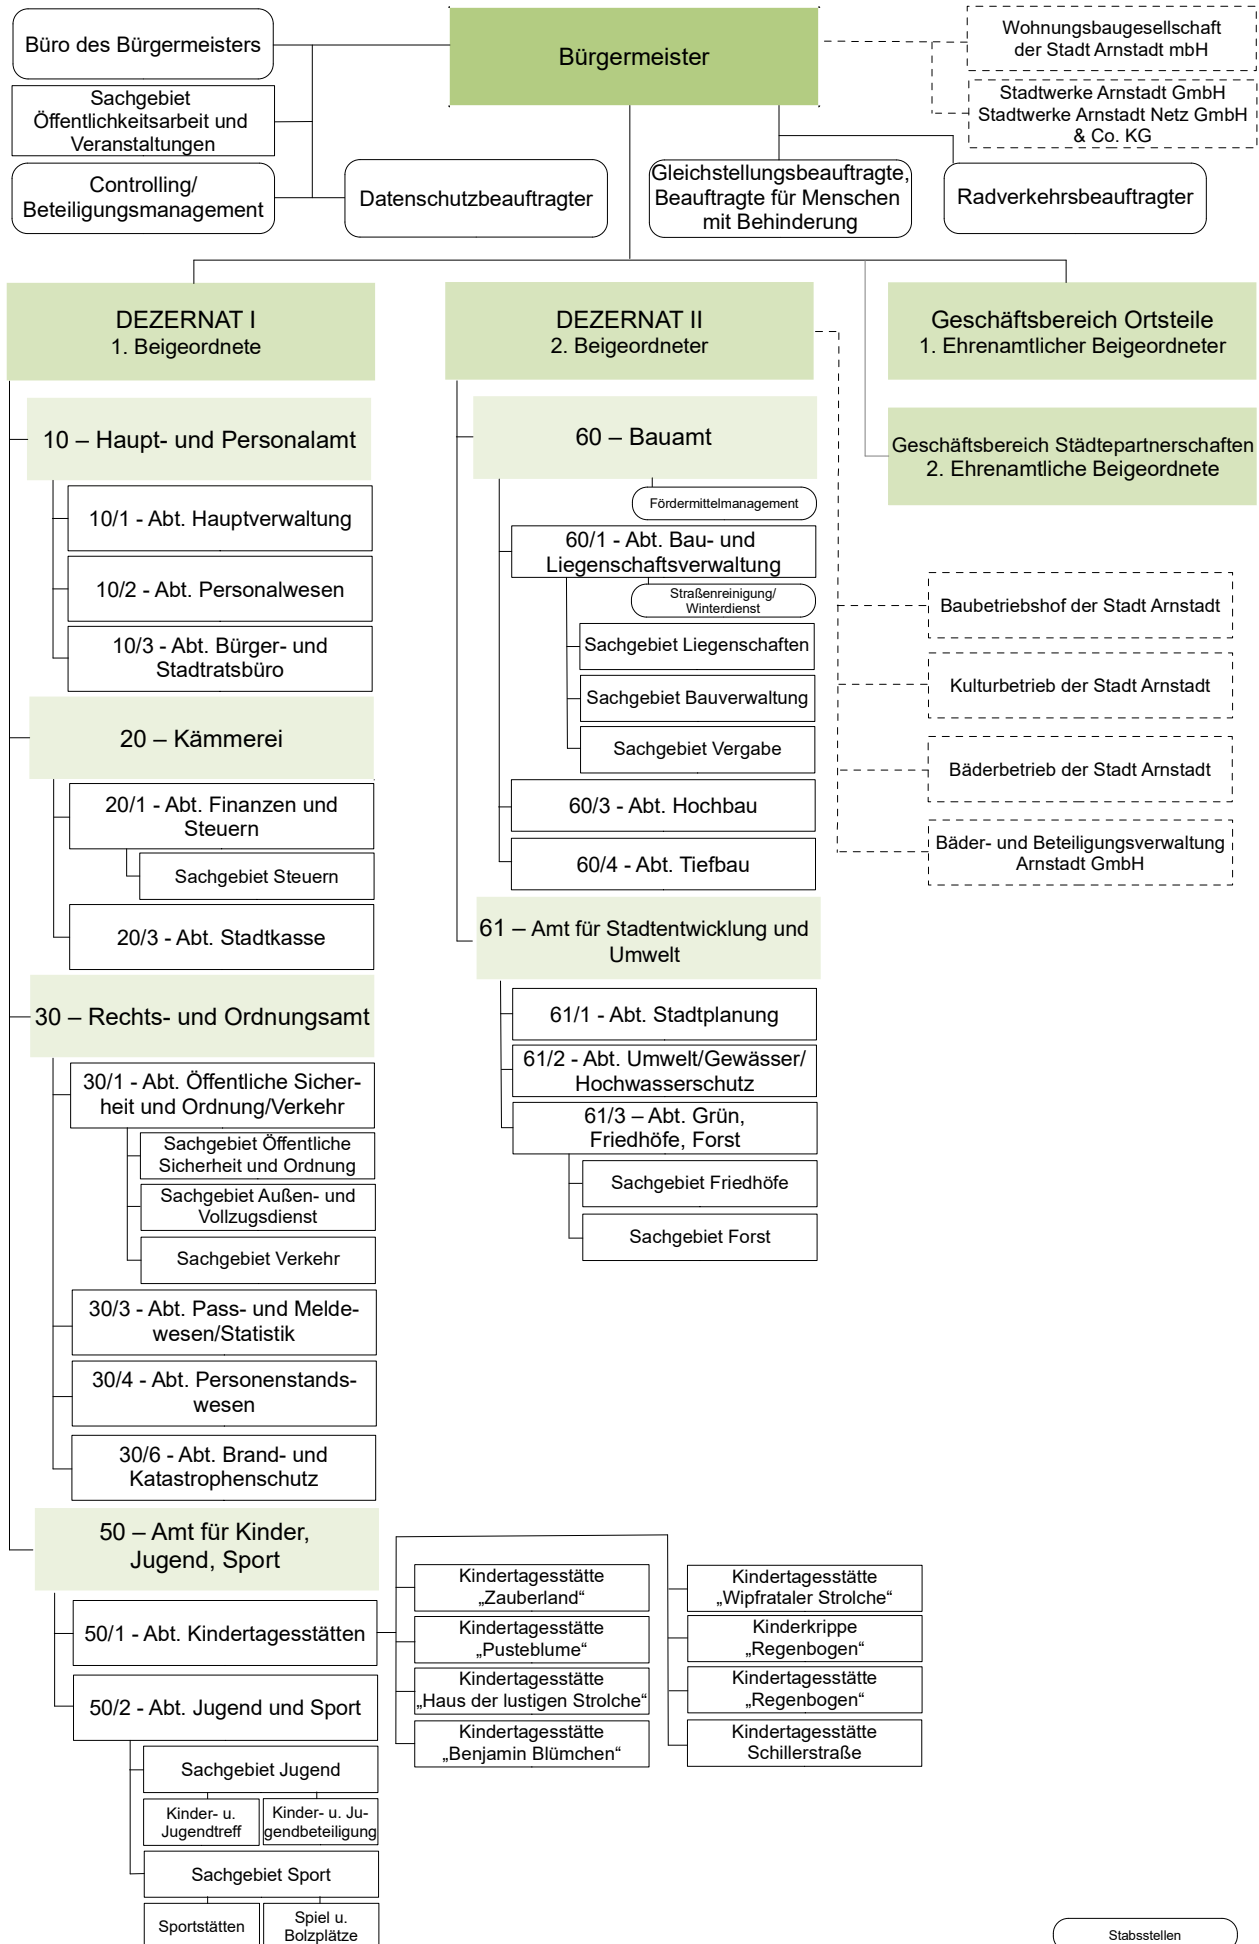 Büro des Bürgermeisters
Sachgebiet
Öffentlichkeitsarbeit und
Veranstaltungen
Controlling/
Beteiligungsmanagement
Datenschutzbeauftragter
Bürgermeister
Gleichstellungsbeauftragte,
Beauftragte für Menschen
mit Behinderung
Radverkehrsbeauftragter
Wohnungsbaugesellschaft
der Stadt Arnstadt mbH
Stadtwerke Arnstadt GmbH
Stadtwerke Arnstadt Netz GmbH
& Co. KG
DEZERNAT I
1. Beigeordnete
10 – Haupt- und Personalamt
10/1 - Abt. Hauptverwaltung
10/2 - Abt. Personalwesen
10/3 - Abt. Bürger- und
Stadtratsbüro
20 – Kämmerei
20/1 - Abt. Finanzen und
Steuern
Sachgebiet Steuern
20/3 - Abt. Stadtkasse
30 – Rechts- und Ordnungsamt
30/1 - Abt. Öffentliche Sicher-
heit und Ordnung/Verkehr
Sachgebiet Öffentliche
Sicherheit und Ordnung
Sachgebiet Außen- und
Vollzugsdienst
Sachgebiet Verkehr
30/3 - Abt. Pass- und Melde-
wesen/Statistik
30/4 - Abt. Personenstands-
wesen
30/6 - Abt. Brand- und
Katastrophenschutz
50 – Amt für Kinder,
Jugend, Sport
50/1 - Abt. Kindertagesstätten
50/2 - Abt. Jugend und Sport
Sachgebiet Jugend
Kinder- u.
Jugendtreff
Kinder- u. Ju-
gendbeteiligung
Sachgebiet Sport
Sportstätten
Spiel u.
Bolzplätze
Kindertagesstätte
„Zauberland“
Kindertagesstätte
„Pusteblume“
Kindertagesstätte
„Haus der lustigen Strolche“
Kindertagesstätte
„Benjamin Blümchen“
Kindertagesstätte
„Wipfrataler Strolche“
Kinderkrippe
„Regenbogen“
Kindertagesstätte
„Regenbogen“
Kindertagesstätte
Schillerstraße
DEZERNAT II
2. Beigeordneter
60 – Bauamt
Fördermittelmanagement
60/1 - Abt. Bau- und
Liegenschaftsverwaltung
Straßenreinigung/
Winterdienst
Sachgebiet Liegenschaften
Sachgebiet Bauverwaltung
Sachgebiet Vergabe
60/3 - Abt. Hochbau
60/4 - Abt. Tiefbau
61 – Amt für Stadtentwicklung und
Umwelt
61/1 - Abt. Stadtplanung
61/2 - Abt. Umwelt/Gewässer/
Hochwasserschutz
61/3 – Abt. Grün,
Friedhöfe, Forst
Sachgebiet Friedhöfe
Sachgebiet Forst
Geschäftsbereich Ortsteile
1. Ehrenamtlicher Beigeordneter
Geschäftsbereich Städtepartnerschaften
2. Ehrenamtliche Beigeordnete
Baubetriebshof der Stadt Arnstadt
Kulturbetrieb der Stadt Arnstadt
Bäderbetrieb der Stadt Arnstadt
Bäder- und Beteiligungsverwaltung
Arnstadt GmbH
Stabsstellen